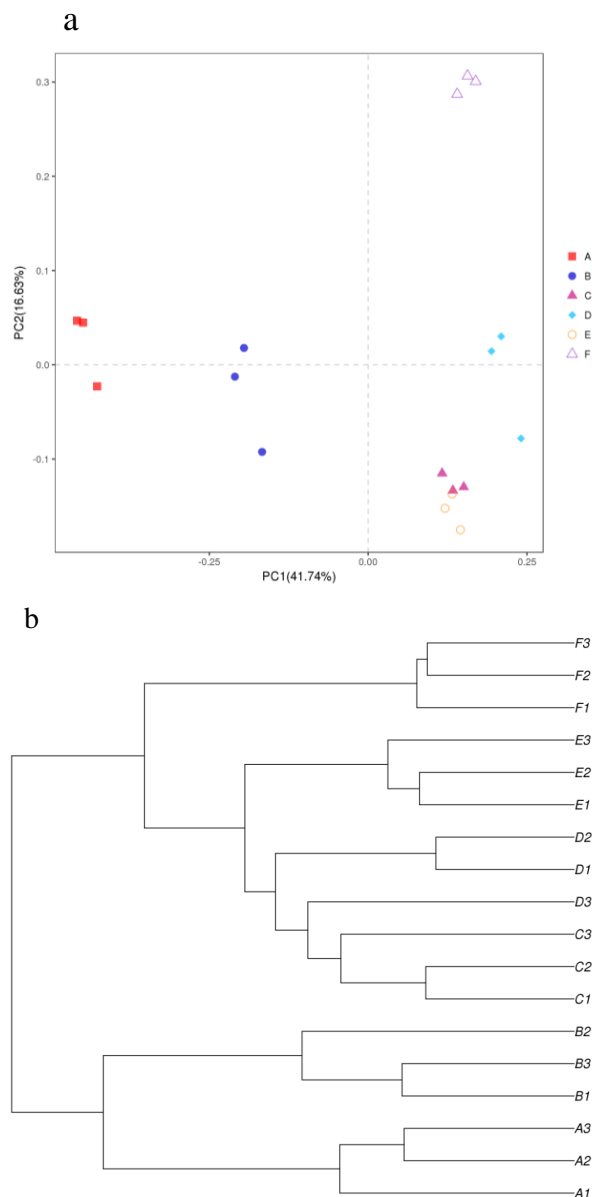 a
0.3
0.2
0.1
0.0
-0.1
PC2(16.63%)
-0.25
0.00
0.25
PC1(41.74%)
A
B
C
D
E
F
b
F3
F2
F1
E3
E2
E1
D2
D1
D3
C3
C2
C1
B2
B3
B1
A3
A2
A1